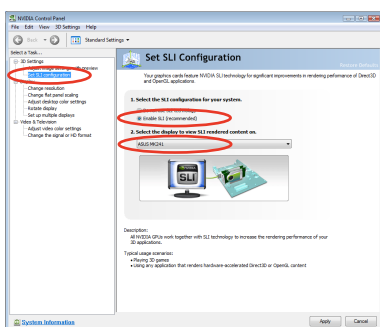 NVIDIA Control Panel
File Edit View 3D Settings Help
Back
Standard Settings
Select a Task...
3D Settings
preview
Set SLI configuration
Change resolution
Change flat panel scaling
Adjust desktop color settings
Rotate display
Set up multiple displays
Video & Television
Adjust video color settings
Change the signal or HD format
System Information
Set SLI Configuration
Restore Defaults
Your graphics cards feature NVIDIA SLI technology for significant improvements in rendering performance of Direct3D
and OpenGL applications.
1. Select the SLI configuration for your system.
Enable SLI (recommended)
2. Select the display to view SLI rendered content on.
ASUS MK241
SLI
Description:
All NVIDIA GPUs work together with SLI technology to increase the rendering performance of your
3D applications.
Typical usage scenarios:
• Playing 3D games
• Using any application that renders hardware-accelerated Direct3D or OpenGL content
Apply Cancel